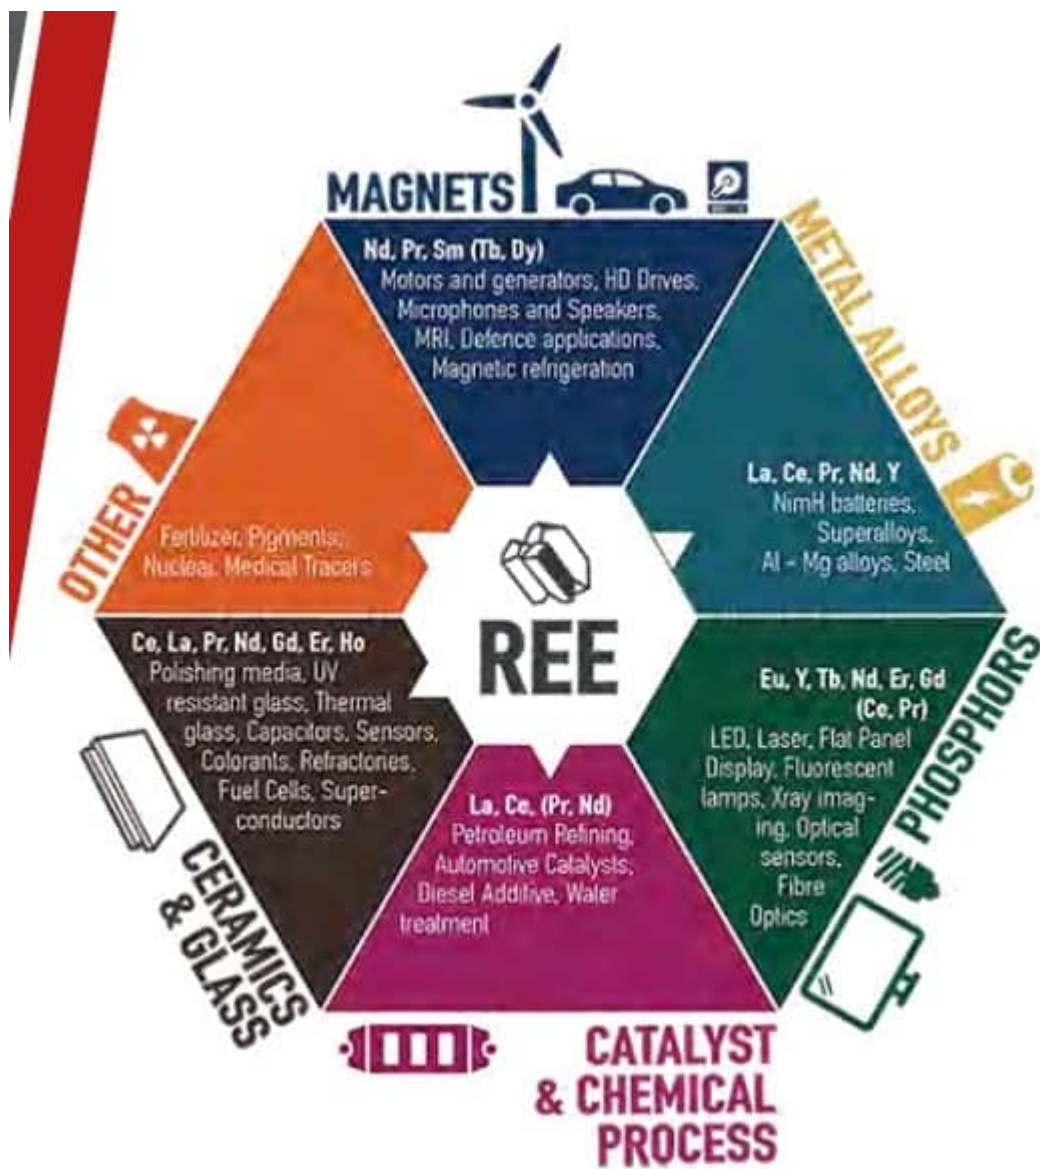 MAGNETS
Nd, Pr, Sm (Tb, Dy)
Motors and generators, HD Drives,
Microphones and Speakers,
MRI, Defence applications,
Magnetic refrigeration
METAL ALLOYS
La, Ce, Pr, Nd, Y
NimH batteries,
Superalloys,
Al - Mg alloys, Steel
PHOSPHORS
Eu, Y, Tb, Nd, Er, Gd
(Ce, Pr)
LED, Laser, Flat Panel
Display, Fluorescent
lamps, Xray imag-
ing, Optical
sensors,
Fibre
Optics
CATALYST
& CHEMICAL
PROCESS
La, Ce, (Pr, Nd)
Petroleum Refining,
Automotive Catalysts,
Diesel Additive, Water
treatment
CERAMICS
& GLASS
Ce, La, Pr, Nd, Gd, Er, Ho
Polishing media, UV
resistant glass, Thermal
glass, Capacitors, Sensors,
Colorants, Refractories,
Fuel Cells, Super-
conductors
OTHER
Fertilizer, Pigments,
Nuclear, Medical Tracers
REE